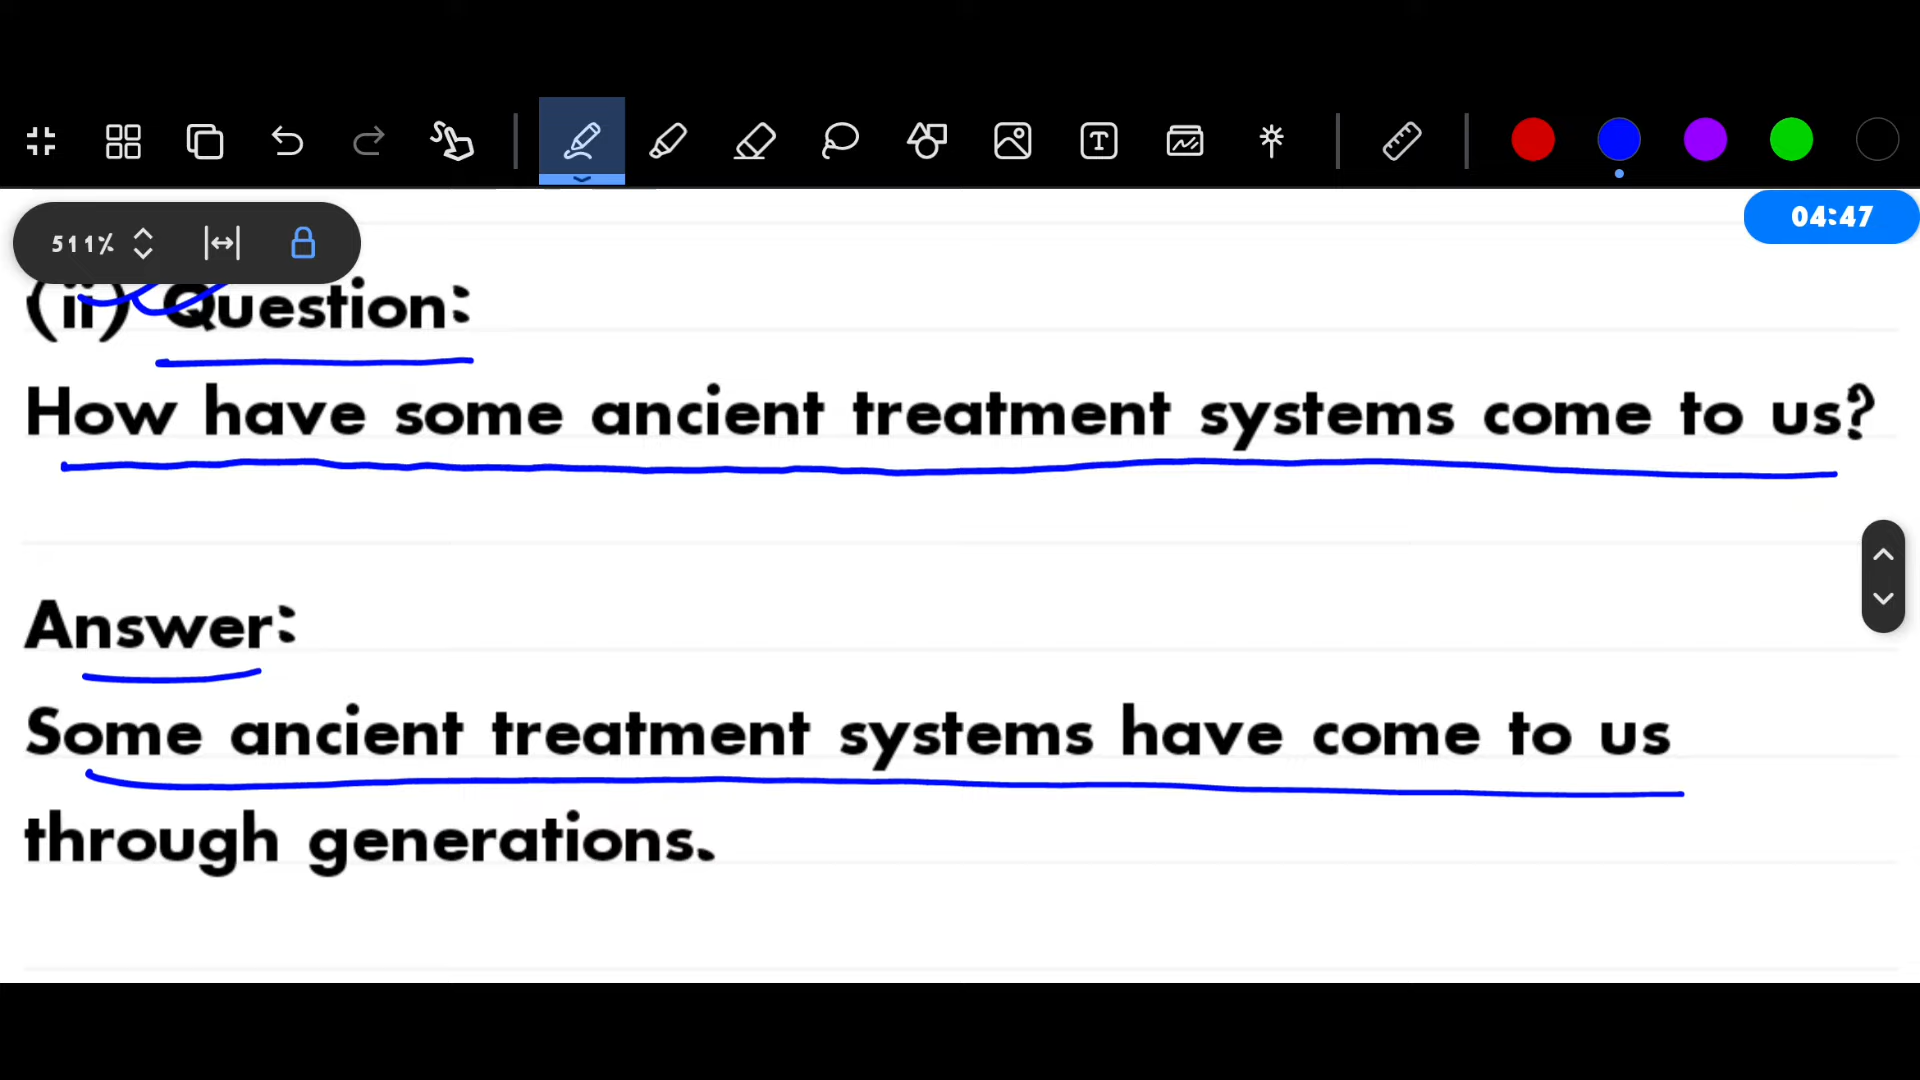 04:47
511%
(ii) Question:
How have some ancient treatment systems come to us?
Answer:
Some ancient treatment systems have come to us
through generations.